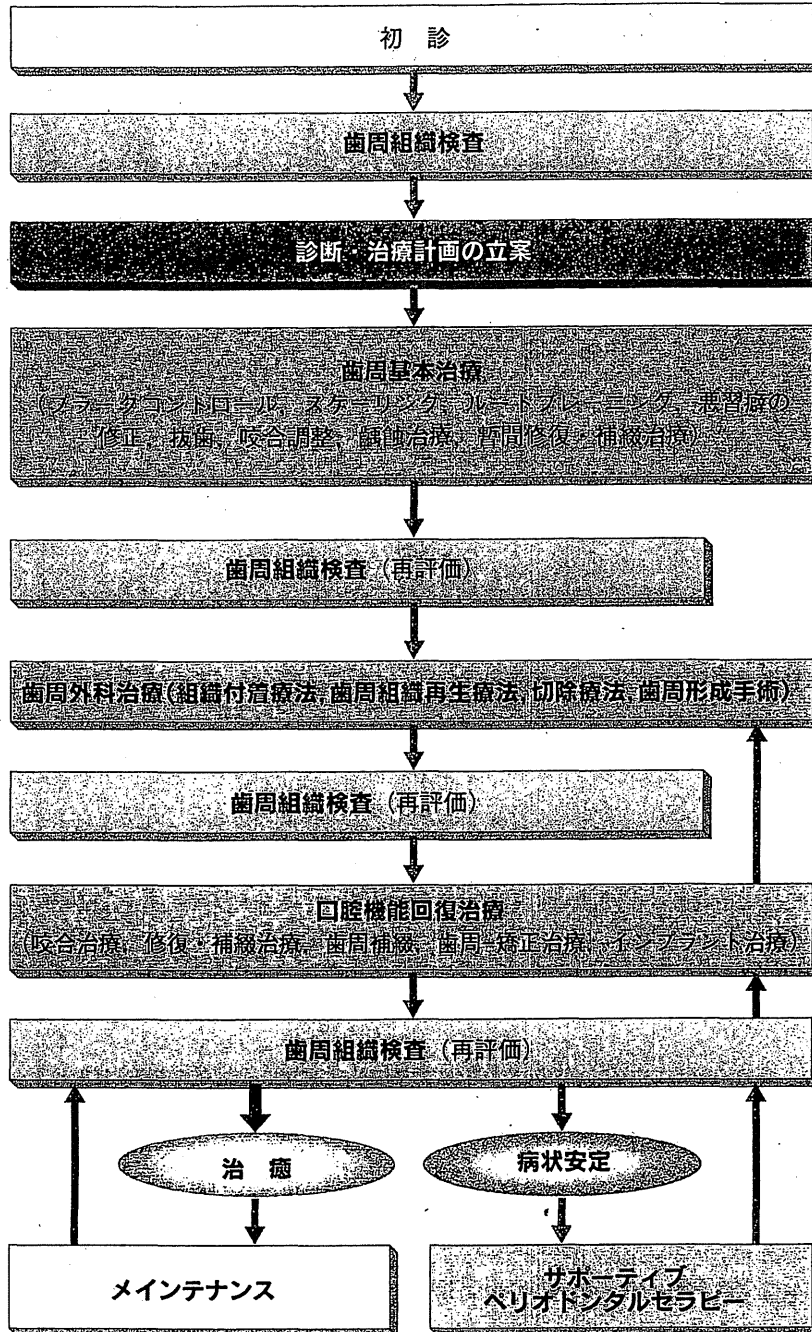 初 診
歯周組織検査
診断・治療計画の立案
歯周基本治療
(プラークコントロール, スケーリング, ルートプレーニング, 悪習癖の
修正, 抜歯, 咬合調整, 齲蝕治療, 暫間修復・補綴治療)
歯周組織検査 (再評価)
歯周外科治療(組織付着療法, 歯周組織再生療法, 切除療法, 歯周形成手術)
歯周組織検査 (再評価)
口腔機能回復治療
(咬合治療, 修復・補綴治療, 歯周補綴, 歯周–矯正治療, インプラント治療)
歯周組織検査 (再評価)
治 癒
病状安定
メインテナンス
サポーティブ
ペリオドンタルセラピー